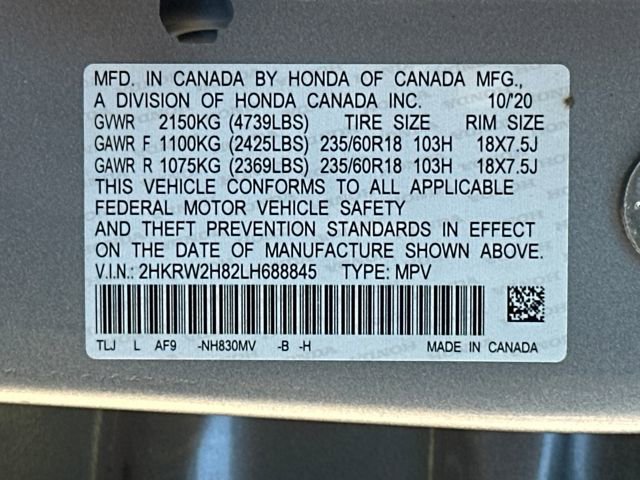 MFD. IN CANADA BY HONDA OF CANADA MFG.,
A DIVISION OF HONDA CANADA INC. 10/'20
GVWR 2150KG (4739LBS) TIRE SIZE RIM SIZE
GAWR F 1100KG (2425LBS) 235/60R18 103H 18X7.5J
GAWR R 1075KG (2369LBS) 235/60R18 103H 18X7.5J
THIS VEHICLE CONFORMS TO ALL APPLICABLE
FEDERAL MOTOR VEHICLE SAFETY
AND THEFT PREVENTION STANDARDS IN EFFECT
ON THE DATE OF MANUFACTURE SHOWN ABOVE.
V.I.N.: 2HKRW2H82LH688845 TYPE: MPV
TLJ L AF9 -NH830MV -B -H MADE IN CANADA